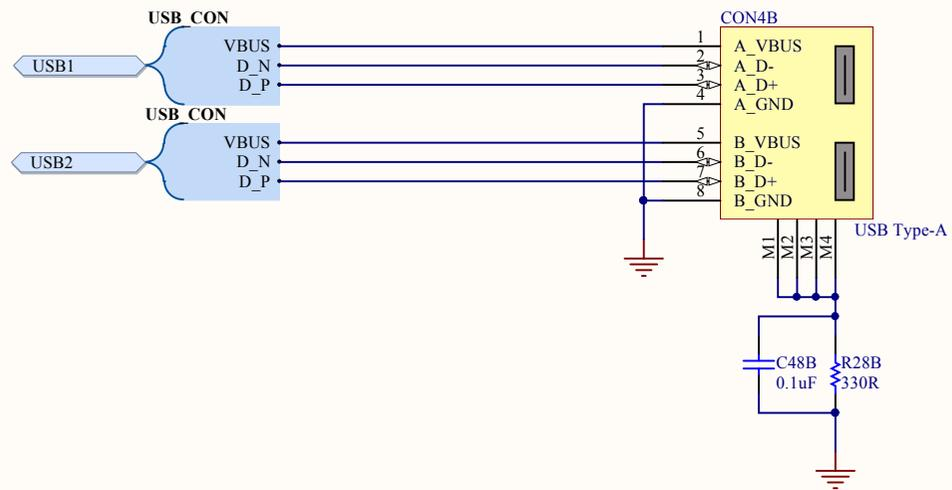 USB_CON
CON4B
VBUS
1
A_VBUS
USB1
D_N
2
A_D-
D_P
3
A_D+
4
A_GND
USB_CON
VBUS
5
B_VBUS
USB2
D_N
6
B_D-
D_P
7
B_D+
8
B_GND
USB Type-A
M1
M2
M3
M4
C48B
0.1uF
R28B
330R